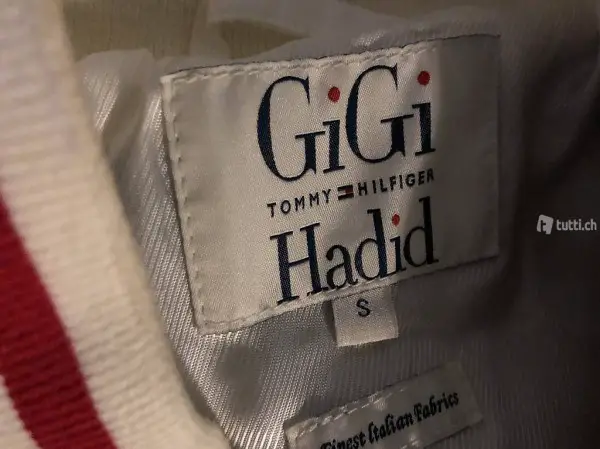 GiGi
TOMMY HILFIGER
Hadid
S
tutti.ch
Finest Italian Fabrics